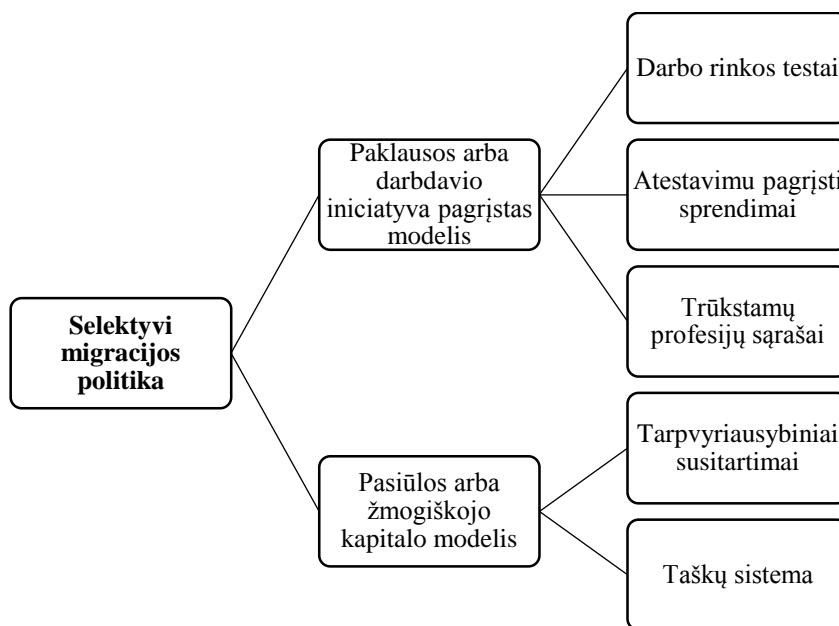 Selektyvi
migracijos
politika
Paklausos arba
darbdavio
iniciatyva pagrįstas
modelis
Darbo rinkos testai
Atestavimu pagrįsti
sprendimai
Trūkstamų
profesijų sąrašai
Pasiūlos arba
žmogiškojo
kapitalo modelis
Tarpvyriausybiniai
susitartimai
Taškų sistema